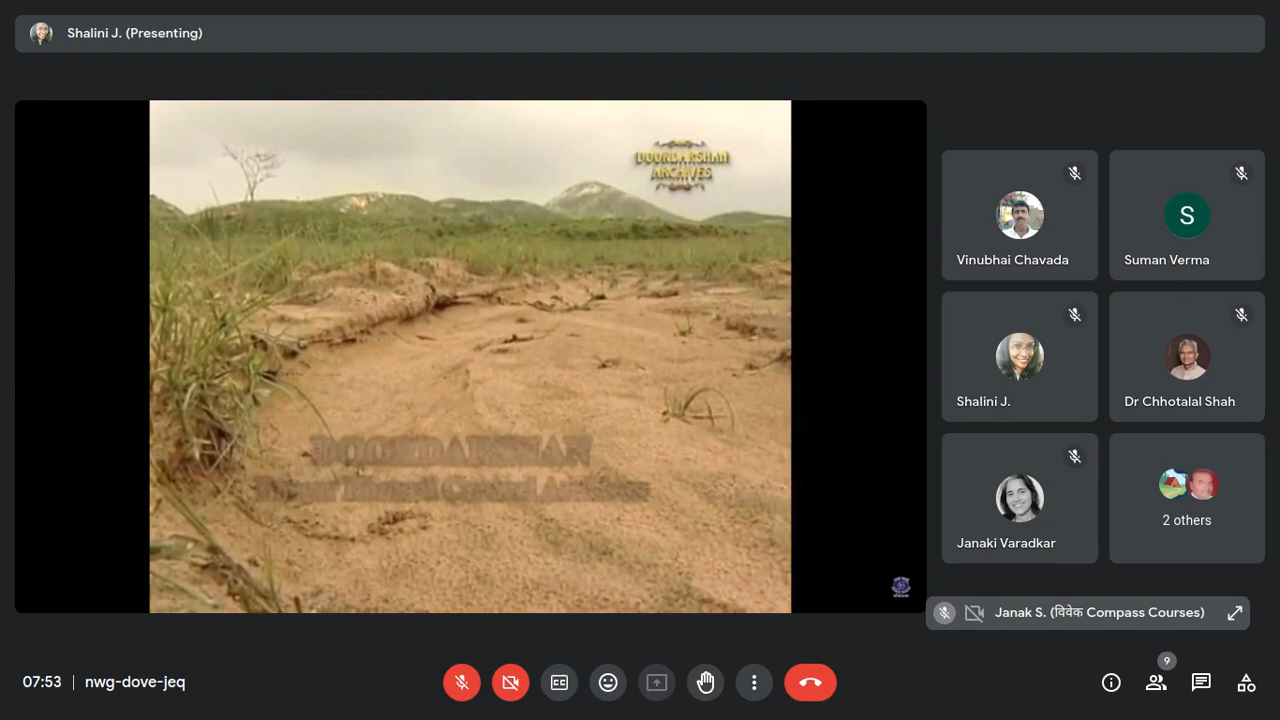 Shalini J. (Presenting)
DOORDARSHAN
ARCHIVES
DOORDARSHAN
Vinubhai Chavada
S
Suman Verma
Shalini J.
Dr Chhotalal Shah
Janaki Varadkar
2 others
Janak S. (विवेक Compass Courses)
07:53 | nwg-dove-jeq
CC
9